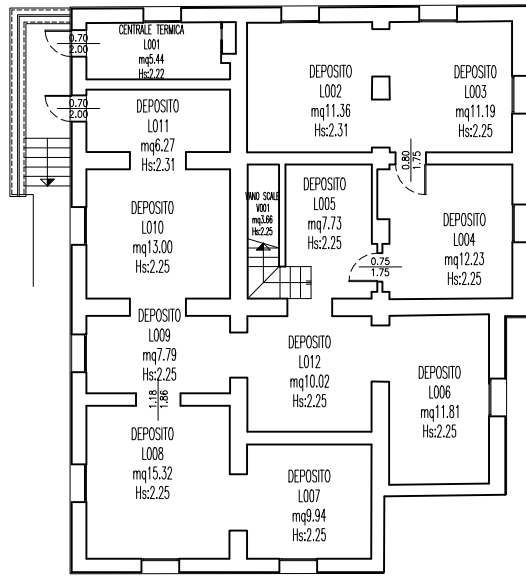 CENTRALE TERMICA
L001
mq5.44
Hs:2.22
0.70
2.00
DEPOSITO
L002
mq11.36
Hs:2.31
DEPOSITO
L003
mq11.19
Hs:2.25
0.70
2.00
DEPOSITO
L011
mq6.27
Hs:2.31
0.80
1.75
DEPOSITO
L010
mq13.00
Hs:2.25
VANO SCALE
V001
mq3.66
Hs:2.25
DEPOSITO
L005
mq7.73
Hs:2.25
DEPOSITO
L004
mq12.23
Hs:2.25
0.75
1.75
DEPOSITO
L009
mq7.79
Hs:2.25
DEPOSITO
L012
mq10.02
Hs:2.25
DEPOSITO
L006
mq11.81
Hs:2.25
1.18
1.86
DEPOSITO
L008
mq15.32
Hs:2.25
DEPOSITO
L007
mq9.94
Hs:2.25